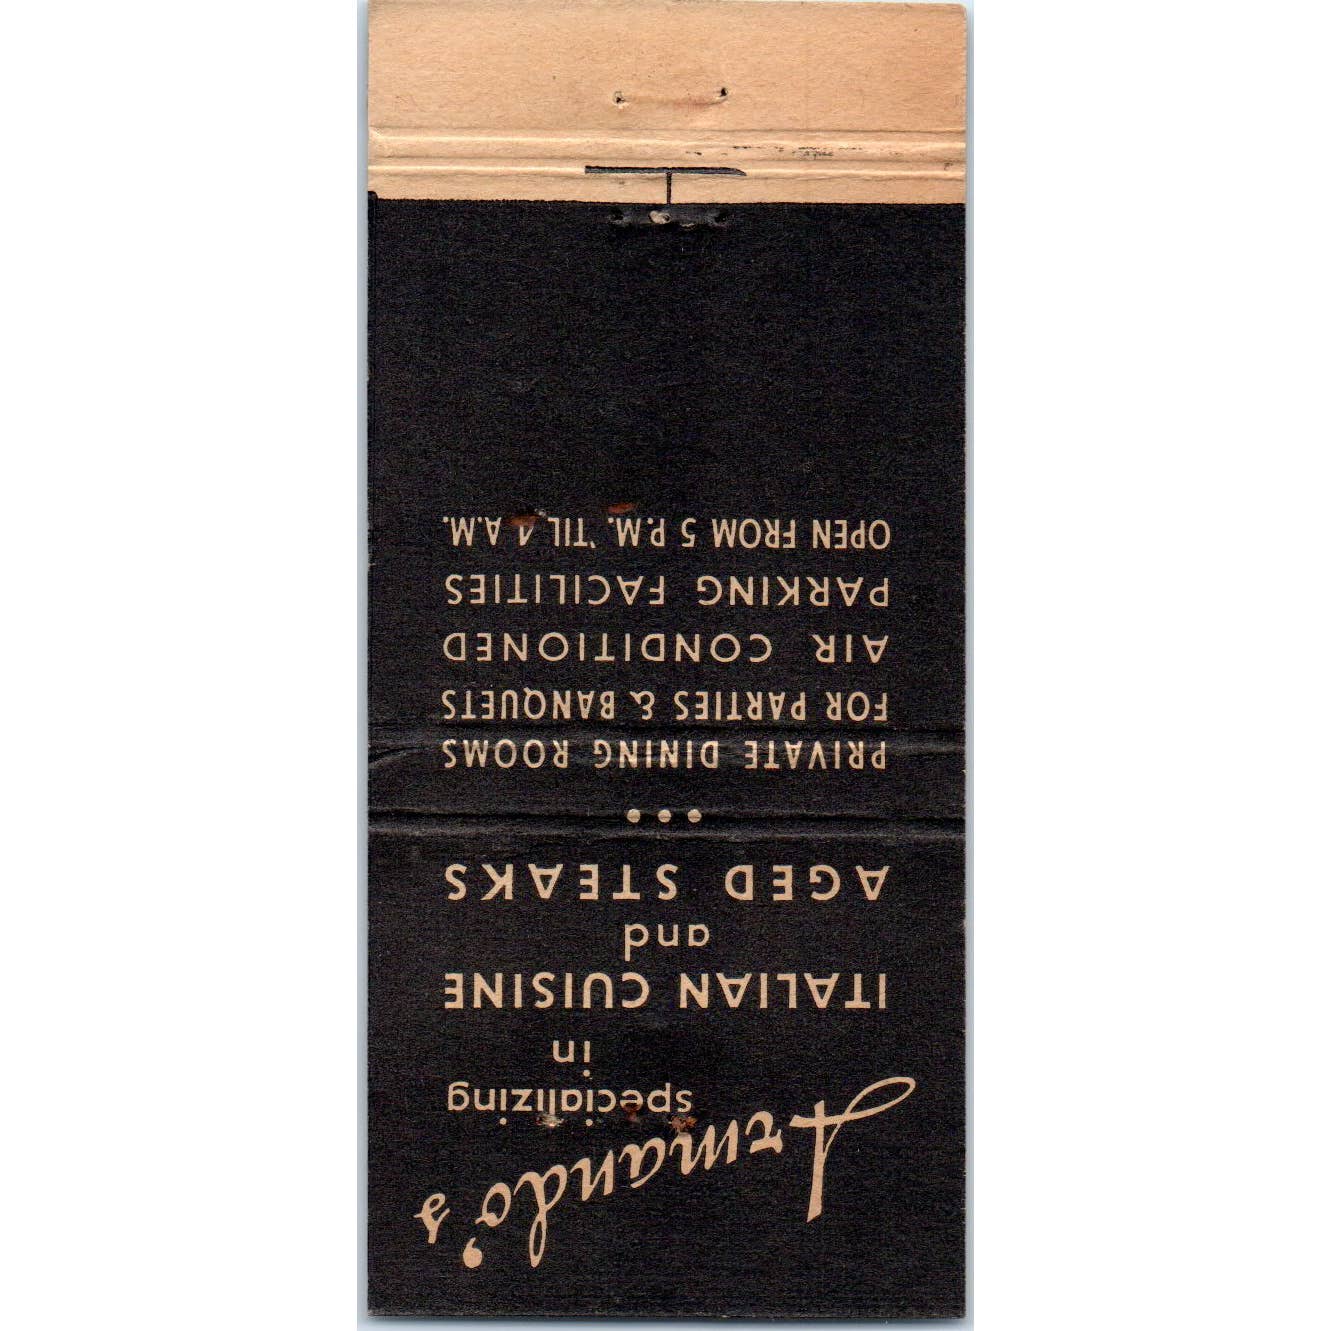 Armando's
specializing
in
ITALIAN CUISINE
and
AGED STEAKS
• • •
PRIVATE DINING ROOMS
FOR PARTIES & BANQUETS
AIR CONDITIONED
PARKING FACILITIES
OPEN FROM 5 P.M. 'TIL 4 A.M.